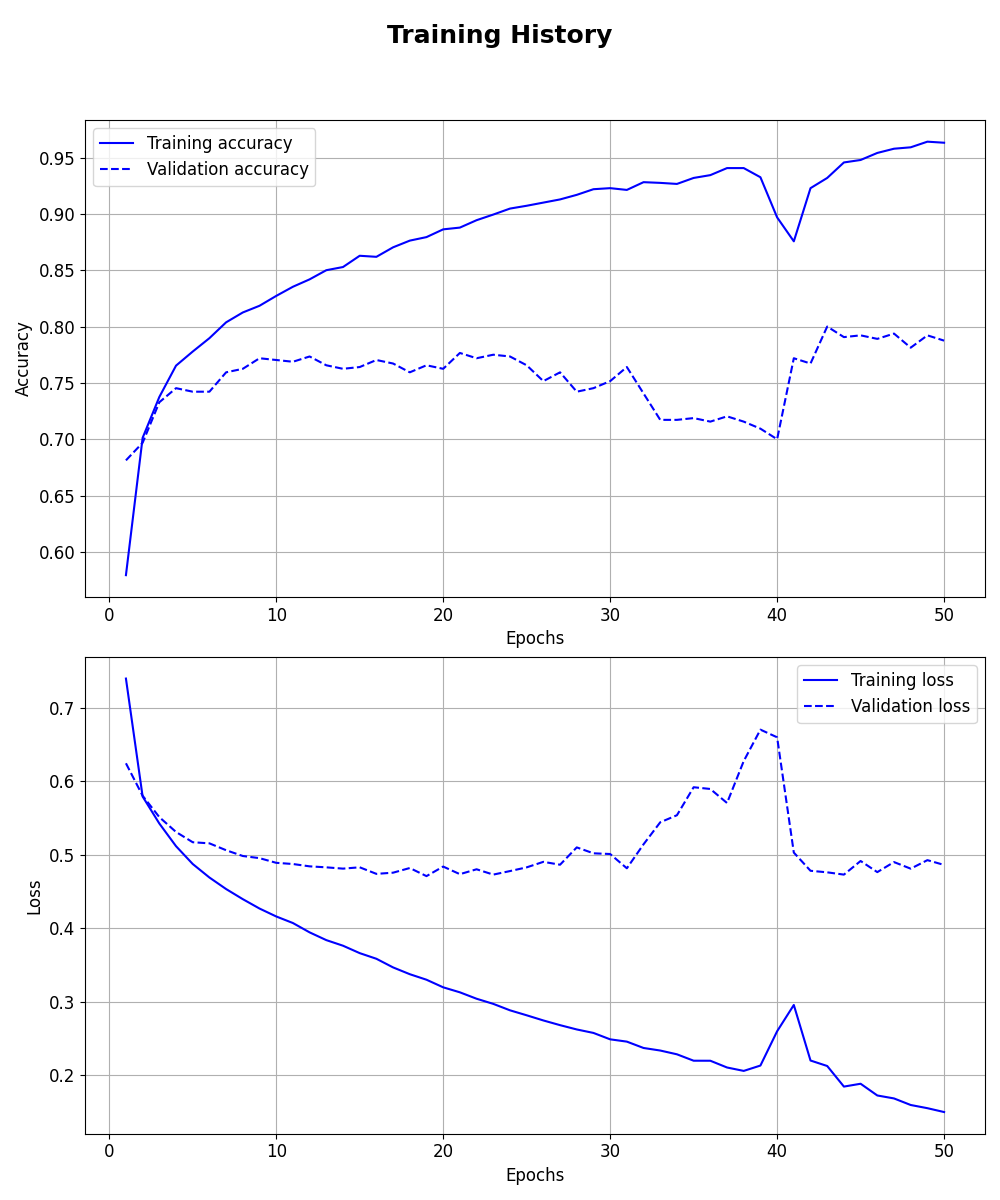 Training History
Training accuracy
Validation accuracy
0.95
0.90
0.85
0.80
0.75
0.70
0.65
0.60
Accuracy
0 10 20 30 40 50
Epochs
Training loss
Validation loss
0.7
0.6
0.5
0.4
0.3
0.2
Loss
0 10 20 30 40 50
Epochs